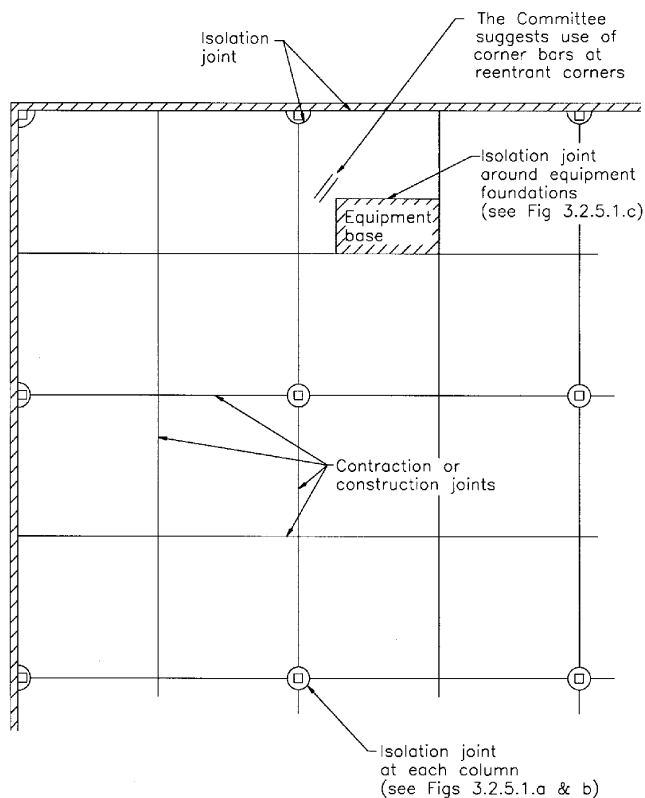 The Committee
suggests use of
corner bars at
reentrant corners
Isolation
joint
Isolation joint
around equipment
foundations
(see Fig 3.2.5.1.c)
Equipment
base
Contraction or
construction joints
Isolation joint
at each column
(see Figs 3.2.5.1.a & b)